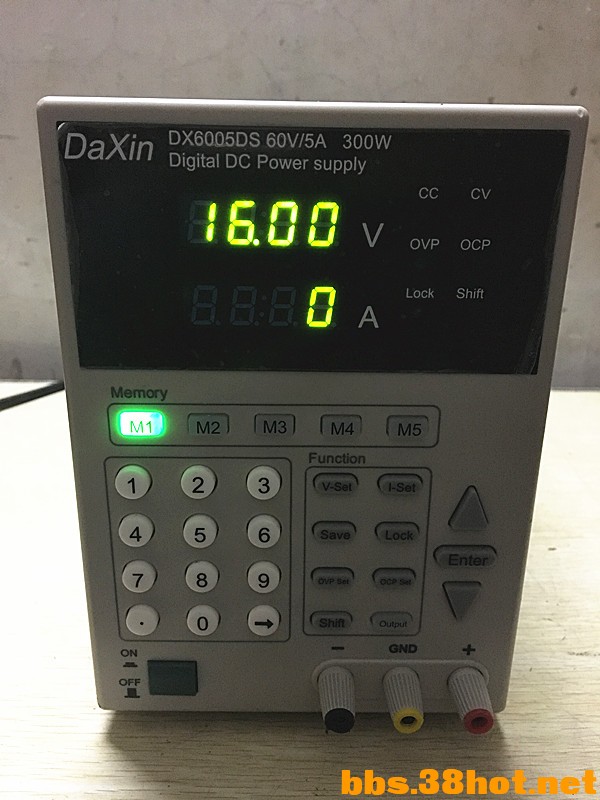 DaXin
DX6005DS 60V/5A 300W
Digital DC Power supply
CC CV
16.00 V
OVP OCP
Lock Shift
0 A
Memory
M1 M2 M3 M4 M5
Function
1 2 3 V-Set I-Set
4 5 6 Save Lock Enter
7 8 9 OVP Set OCP Set
. 0 → Shift Output
ON
OFF
− GND +
bbs.38hot.net